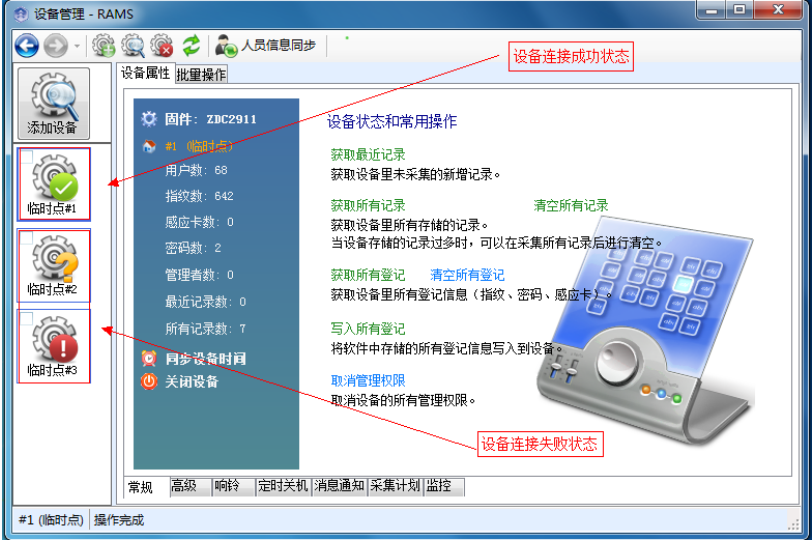 设备管理 - RAMS
人员信息同步
设备连接成功状态
添加设备
设备属性 批量操作
固件: ZDC2911
#1 (临时点)
用户数: 68
指纹数: 642
感应卡数: 0
密码数: 2
管理者数: 0
最近记录数: 0
所有记录数: 7
同步设备时间
关闭设备
设备状态和常用操作
获取最近记录
获取设备里未采集的新增记录。
获取所有记录 清空所有记录
获取设备里所有存储的记录。
当设备存储的记录过多时，可以在采集所有记录后进行清空。
获取所有登记 清空所有登记
获取设备里所有登记信息（指纹、密码、感应卡）。
写入所有登记
将软件中存储的所有登记信息写入到设备。
取消管理权限
取消设备的所有管理权限。
临时点#1
临时点#2
临时点#3
设备连接失败状态
常规 高级 响铃 定时关机 消息通知 采集计划 监控
#1 (临时点) 操作完成